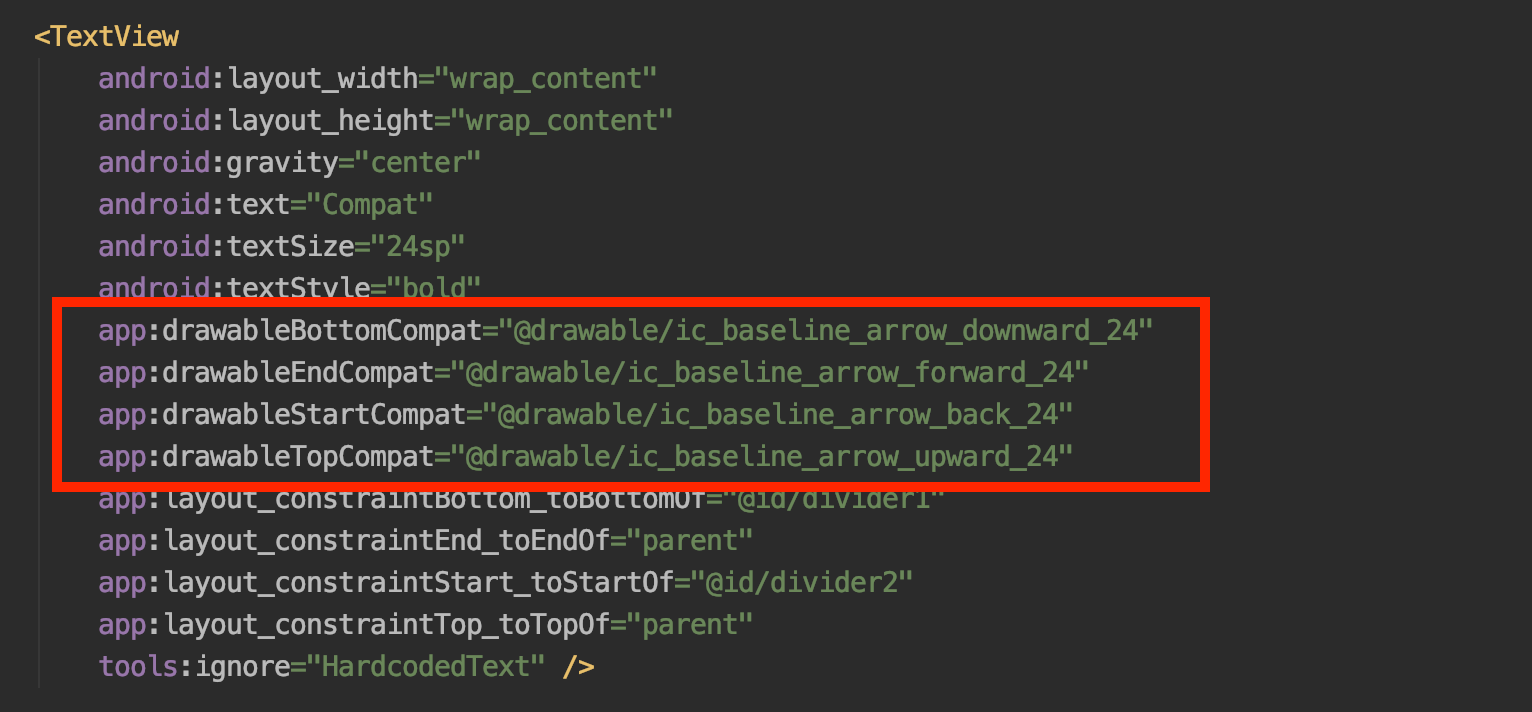 <TextView
android:layout_width="wrap_content"
android:layout_height="wrap_content"
android:gravity="center"
android:text="Compat"
android:textSize="24sp"
android:textStyle="bold"
app:drawableBottomCompat="@drawable/ic_baseline_arrow_downward_24"
app:drawableEndCompat="@drawable/ic_baseline_arrow_forward_24"
app:drawableStartCompat="@drawable/ic_baseline_arrow_back_24"
app:drawableTopCompat="@drawable/ic_baseline_arrow_upward_24"
app:layout_constraintBottom_toBottomOf="@id/divider1"
app:layout_constraintEnd_toEndOf="parent"
app:layout_constraintStart_toStartOf="@id/divider2"
app:layout_constraintTop_toTopOf="parent"
tools:ignore="HardcodedText" />